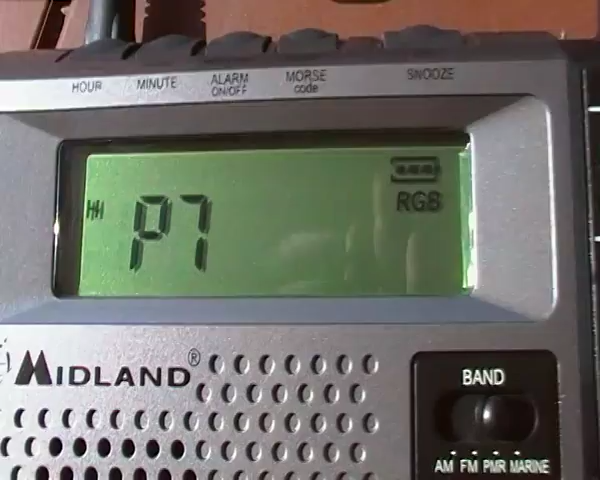 HOUR MINUTE ALARM ON/OFF MORSE code SNOOZE
RGB
P7
MIDLAND®
BAND
AM FM PMR MARINE